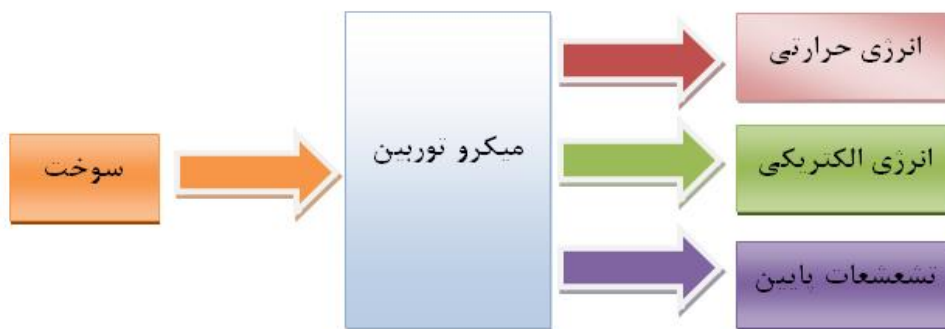 سوخت
میکرو توربین
انرژی حرارتی
انرژی الکتریکی
تشعشعات پایین